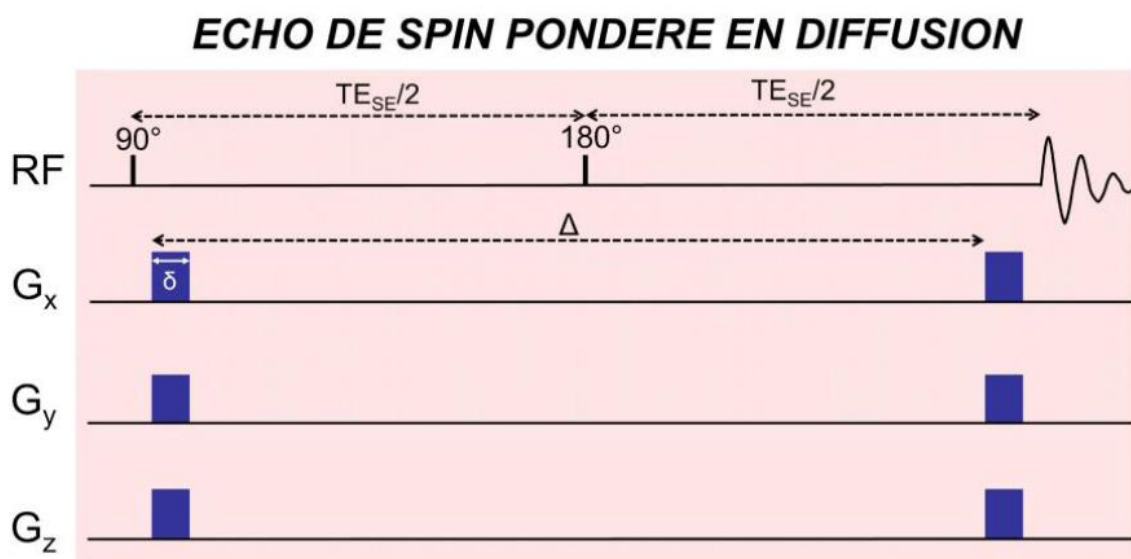 ECHO DE SPIN PONDERE EN DIFFUSION
TE_SE/2 TE_SE/2
90° 180°
RF
Δ
δ
G_x
G_y
G_z